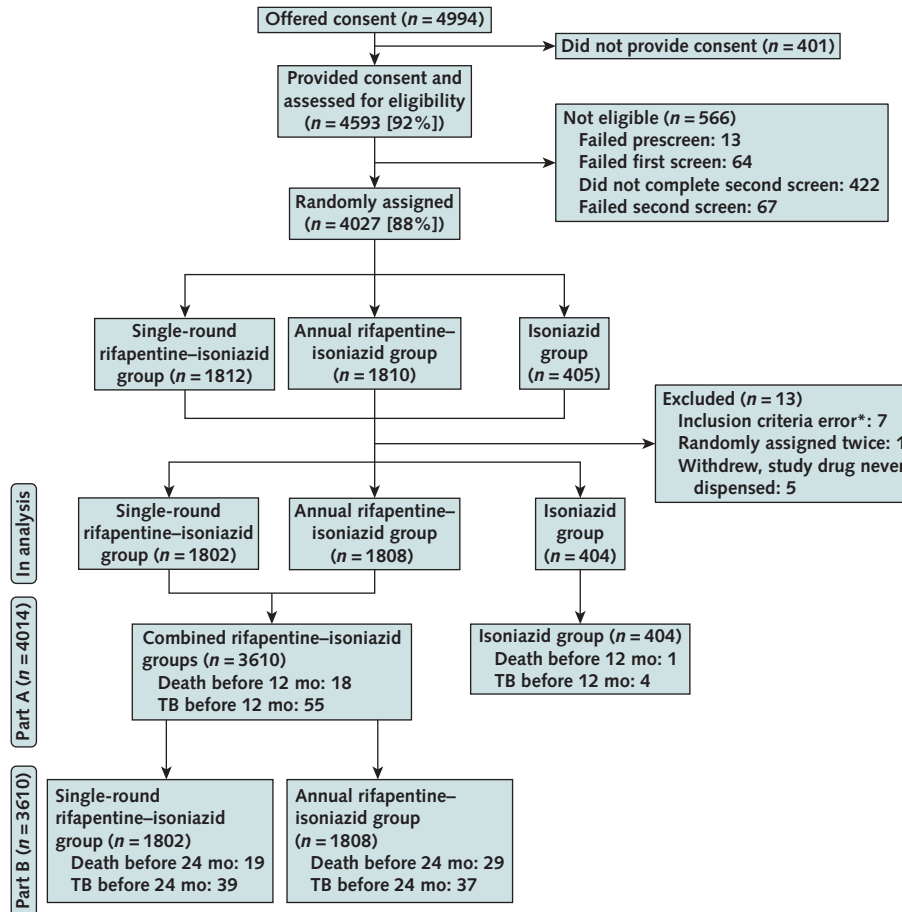 Offered consent (n = 4994)
Did not provide consent (n = 401)
Provided consent and
assessed for eligibility
(n = 4593 [92%])
Not eligible (n = 566)
Failed prescreen: 13
Failed first screen: 64
Did not complete second screen: 422
Failed second screen: 67
Randomly assigned
(n = 4027 [88%])
Single-round
rifapentine–isoniazid
group (n = 1812)
Annual rifapentine–
isoniazid group
(n = 1810)
Isoniazid
group
(n = 405)
Excluded (n = 13)
Inclusion criteria error*: 7
Randomly assigned twice: 1
Withdrew, study drug never
dispensed: 5
In analysis
Single-round
rifapentine–isoniazid
group (n = 1802)
Annual rifapentine–
isoniazid group
(n = 1808)
Isoniazid
group
(n = 404)
Part A (n = 4014)
Combined rifapentine–isoniazid
groups (n = 3610)
Death before 12 mo: 18
TB before 12 mo: 55
Isoniazid group (n = 404)
Death before 12 mo: 1
TB before 12 mo: 4
Part B (n = 3610)
Single-round
rifapentine–isoniazid
group (n = 1802)
Death before 24 mo: 19
TB before 24 mo: 39
Annual rifapentine–
isoniazid group
(n = 1808)
Death before 24 mo: 29
TB before 24 mo: 37